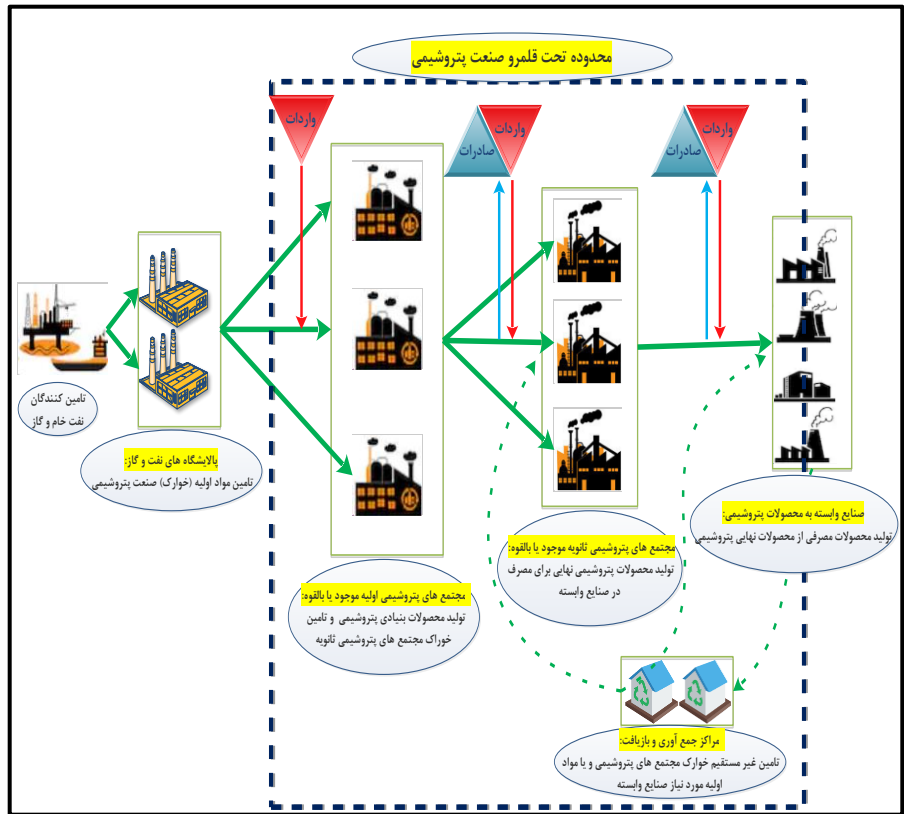 محدوده تحت قلمرو صنعت پتروشیمی
واردات
واردات
صادرات
واردات
صادرات
تامین کنندگان
نفت خام و گاز
پالایشگاه های نفت و گاز:
تامین مواد اولیه (خوارک) صنعت پتروشیمی
مجتمع های پتروشیمی اولیه موجود یا بالقوه:
تولید محصولات بنیادی پتروشیمی و تامین
خوراک مجتمع های پتروشیمی ثانویه
مجتمع های پتروشیمی ثانویه موجود یا بالقوه:
تولید محصولات پتروشیمی نهایی برای مصرف
در صنایع وابسته
صنایع وابسته به محصولات پتروشیمی:
تولید محصولات مصرفی از محصولات نهایی پتروشیمی
مراکز جمع آوری و بازیافت:
تامین غیر مستقیم خوارک مجتمع های پتروشیمی و یا مواد
اولیه مورد نیاز صنایع وابسته